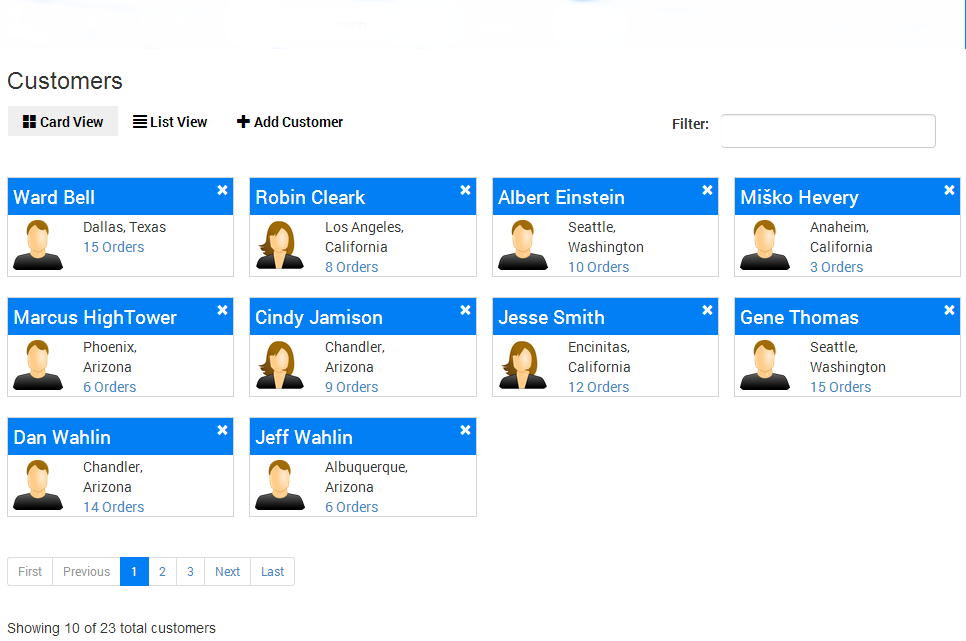 Customers
Card View List View Add Customer Filter:
Ward Bell
Dallas, Texas
15 Orders
Robin Cleark
Los Angeles,
California
8 Orders
Albert Einstein
Seattle,
Washington
10 Orders
Miško Hevery
Anaheim,
California
3 Orders
Marcus HighTower
Phoenix,
Arizona
6 Orders
Cindy Jamison
Chandler,
Arizona
9 Orders
Jesse Smith
Encinitas,
California
12 Orders
Gene Thomas
Seattle,
Washington
15 Orders
Dan Wahlin
Chandler,
Arizona
14 Orders
Jeff Wahlin
Albuquerque,
Arizona
6 Orders
First Previous 1 2 3 Next Last
Showing 10 of 23 total customers